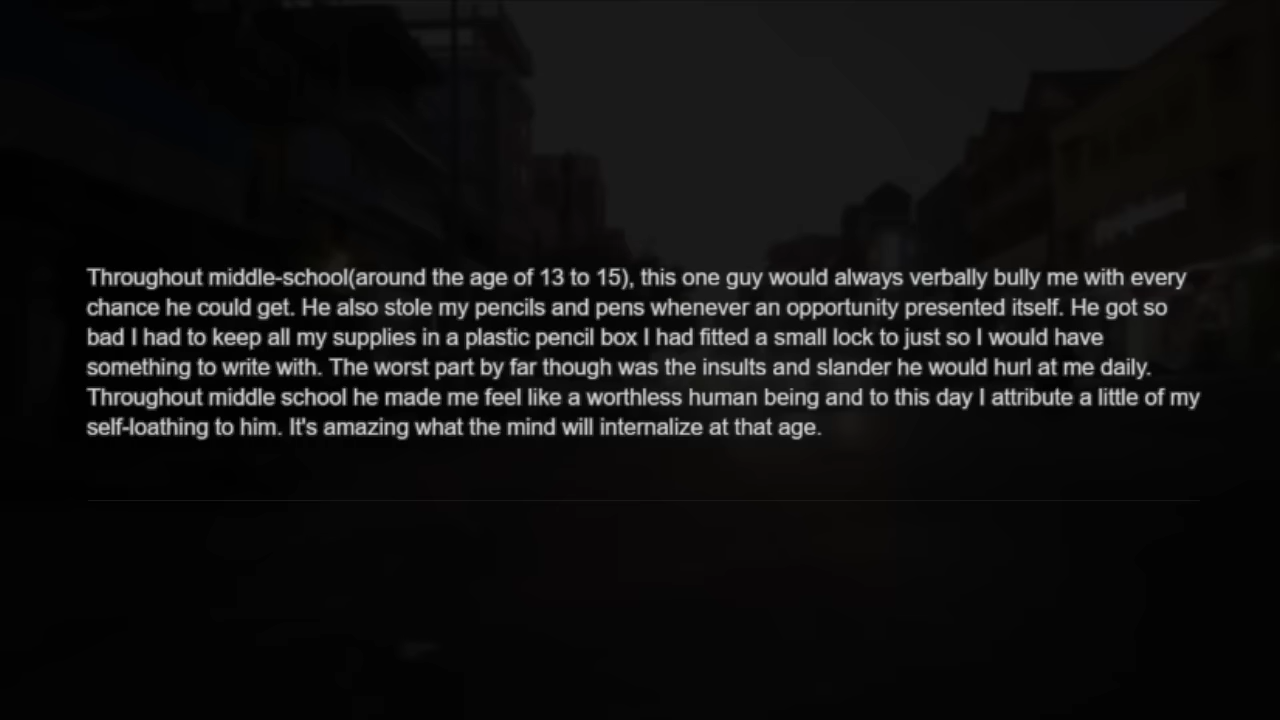 Throughout middle-school(around the age of 13 to 15), this one guy would always verbally bully me with every
chance he could get. He also stole my pencils and pens whenever an opportunity presented itself. He got so
bad I had to keep all my supplies in a plastic pencil box I had fitted a small lock to just so I would have
something to write with. The worst part by far though was the insults and slander he would hurl at me daily.
Throughout middle school he made me feel like a worthless human being and to this day I attribute a little of my
self-loathing to him. It's amazing what the mind will internalize at that age.